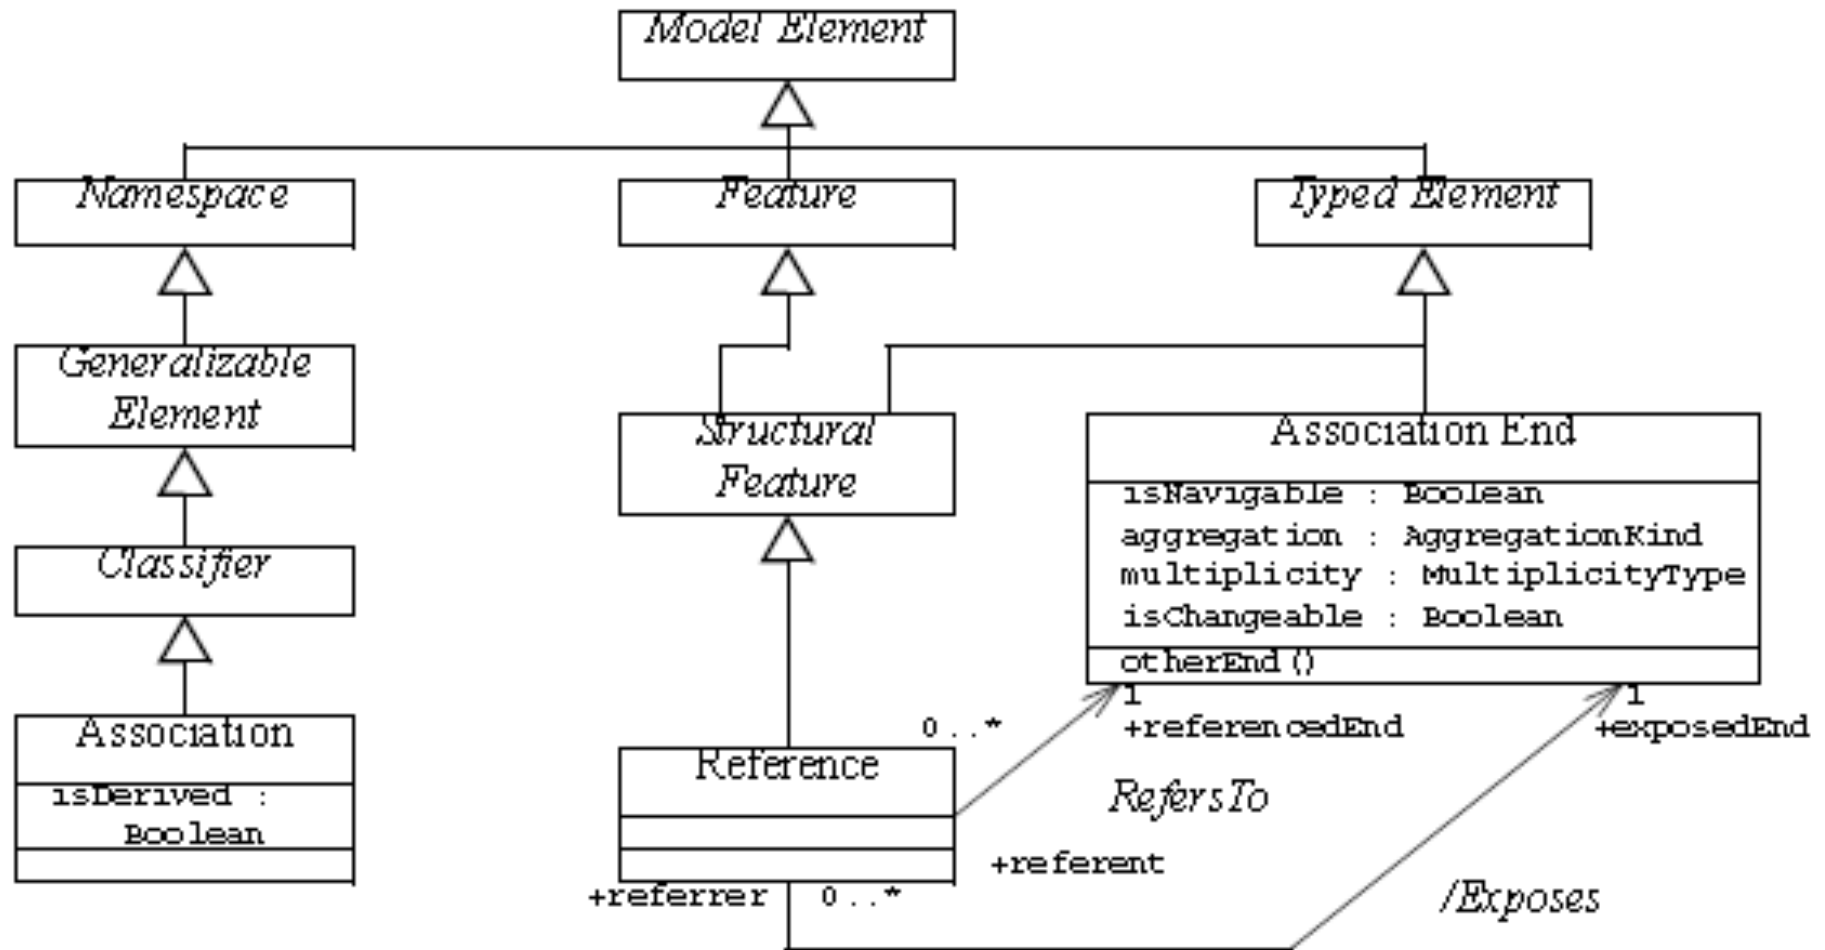 Model Element
Namespace
Feature
Typed Element
Generalizable
Element
Structural
Feature
Association End
isNavigable : Boolean
aggregation : AggregationKind
multiplicity : MultiplicityType
isChangeable : Boolean
otherEnd()
Classifier
Association
isDerived :
Boolean
Reference
0..*
1
+referencedEnd
1
+exposedEnd
RefersTo
+referent
+referrer
0..*
/Exposes